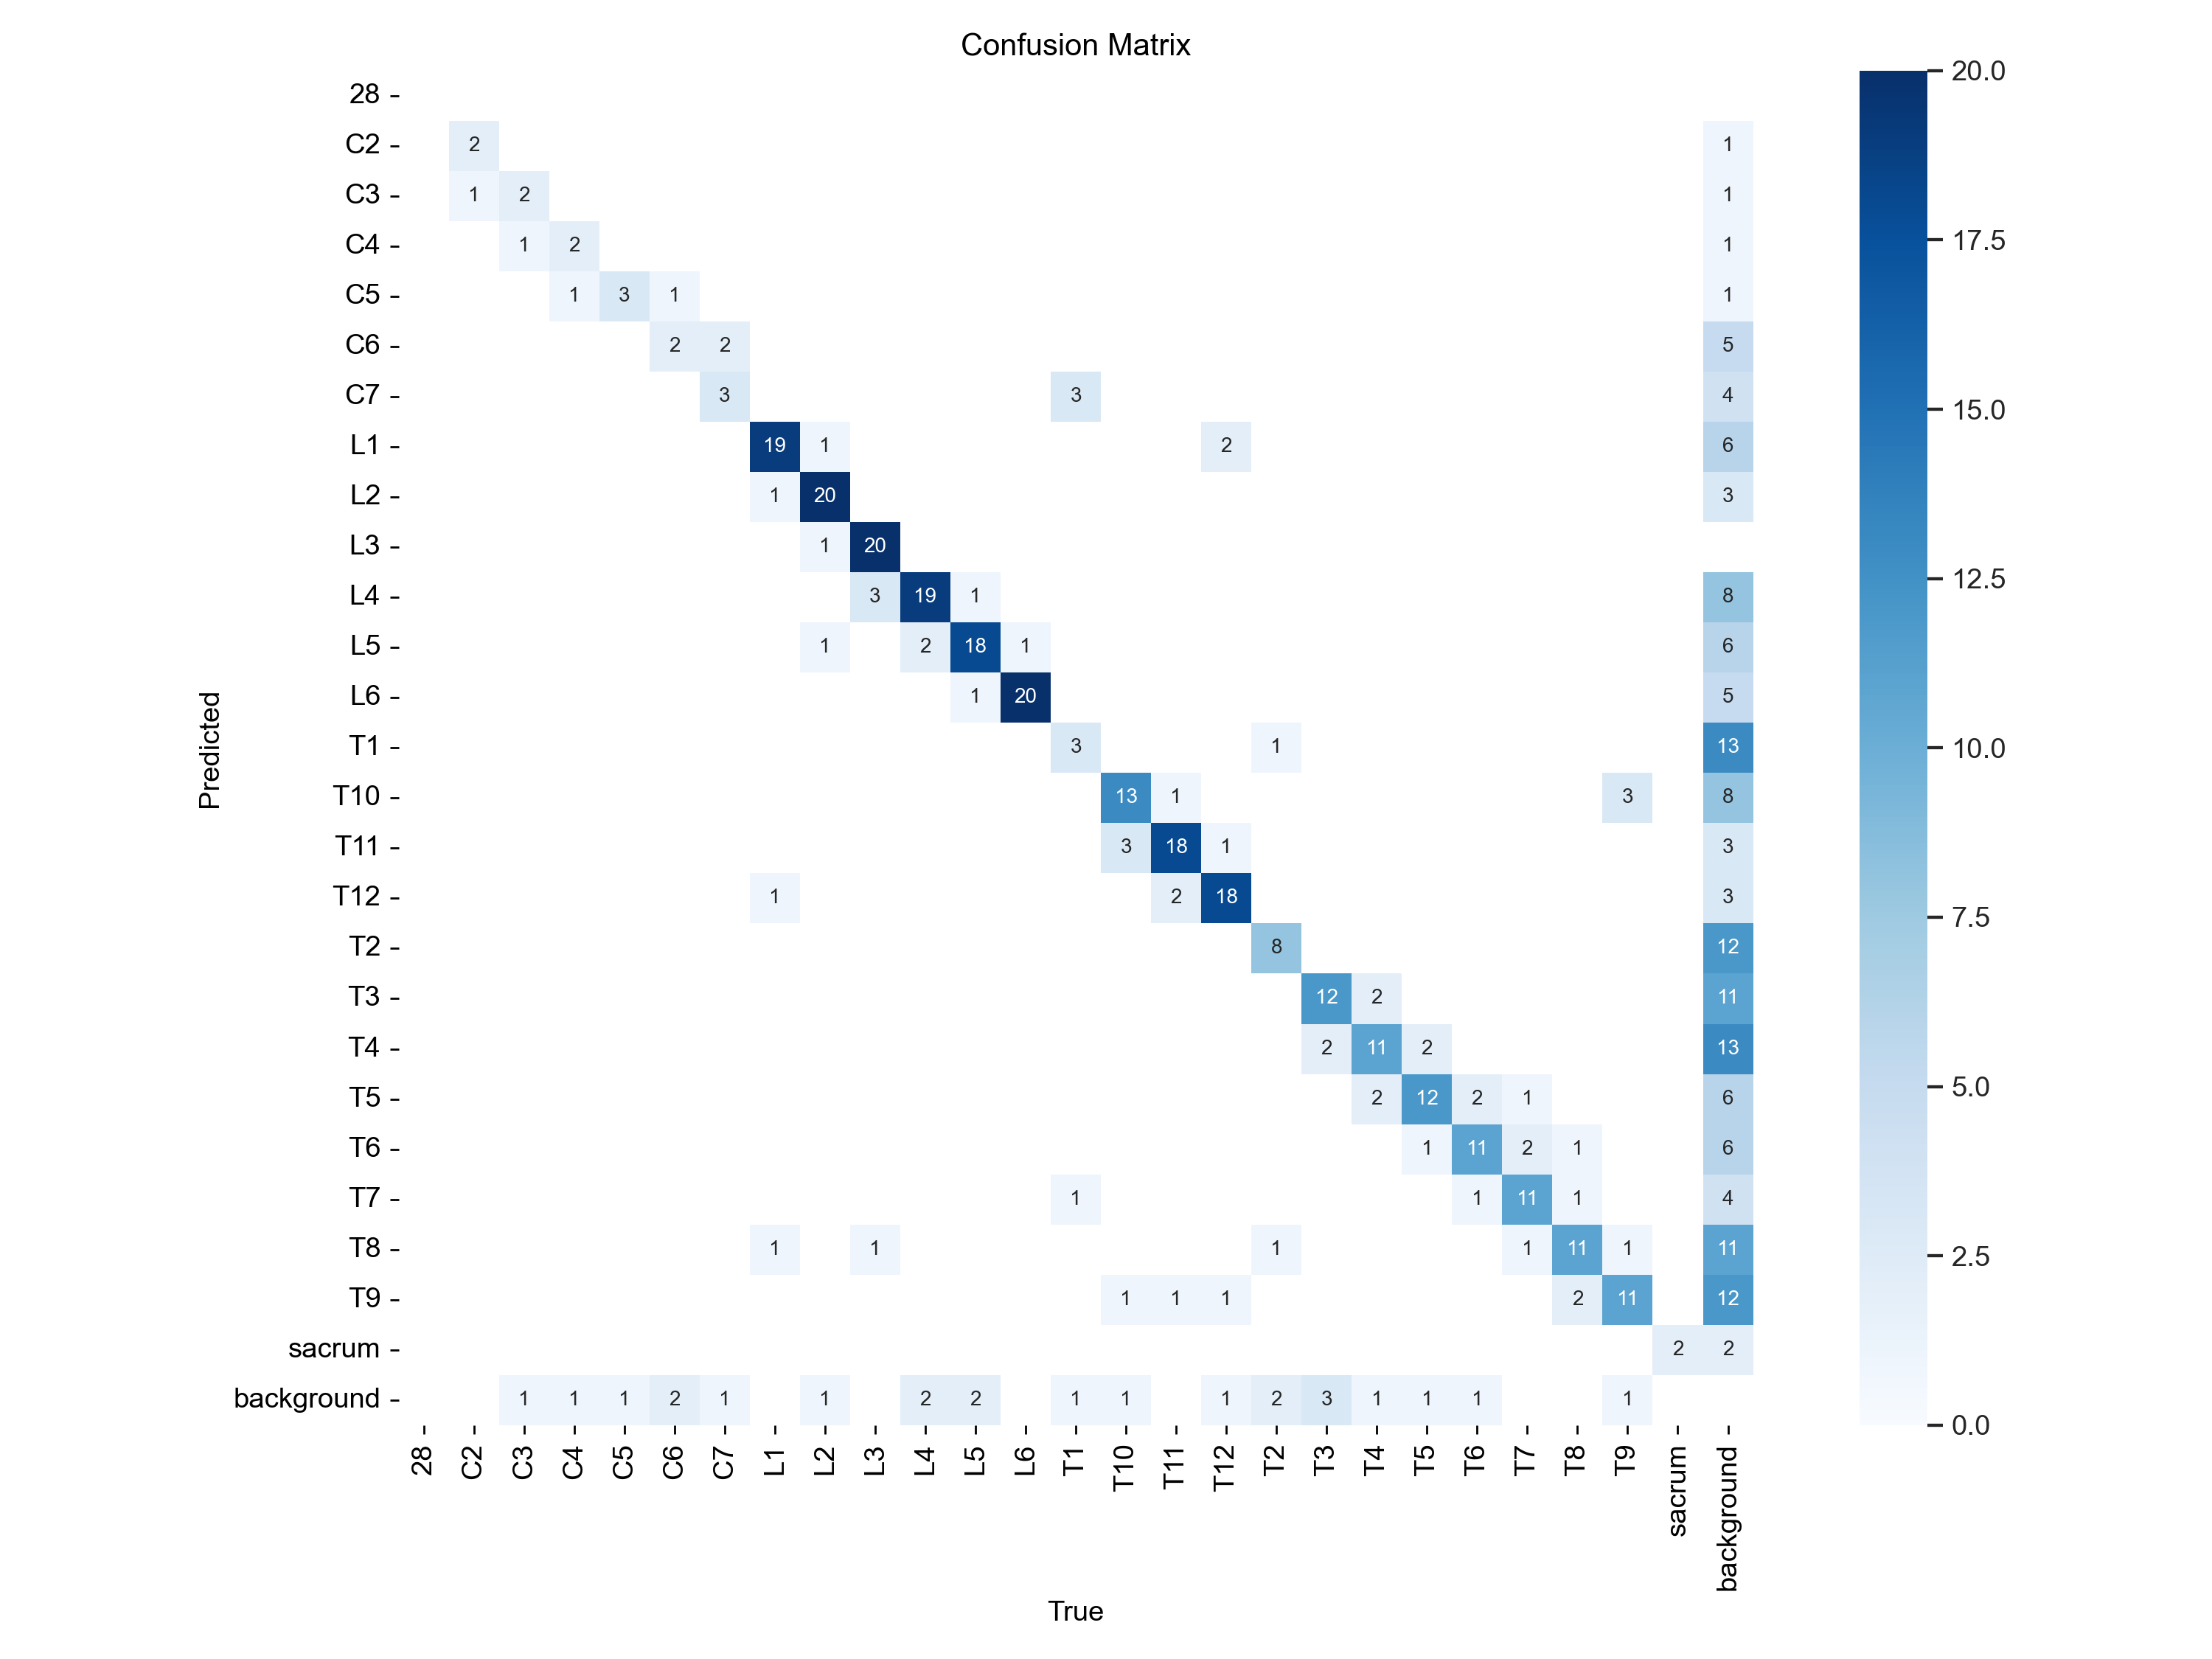 Confusion Matrix
28
C2 2 1
C3 1 2 1
C4 1 2 1
C5 1 3 1 1
C6 2 2 5
C7 3 3 4
L1 19 1 2 6
L2 1 20 3
L3 1 20
L4 3 19 1 8
L5 1 2 18 1 6
L6 1 20 5
T1 3 1 13
T10 13 1 3 8
T11 3 18 1 3
T12 1 2 18 3
T2 8 12
T3 12 2 11
T4 2 11 2 13
T5 2 12 2 1 6
T6 1 11 2 1 6
T7 1 1 11 1 4
T8 1 1 1 1 11 1 11
T9 1 1 1 2 11 12
sacrum 2 2
background 1 1 1 2 1 1 2 2 1 1 1 2 3 1 1 1 1
28 C2 C3 C4 C5 C6 C7 L1 L2 L3 L4 L5 L6 T1 T10 T11 T12 T2 T3 T4 T5 T6 T7 T8 T9 sacrum background
Predicted
True
20.0
17.5
15.0
12.5
10.0
7.5
5.0
2.5
0.0